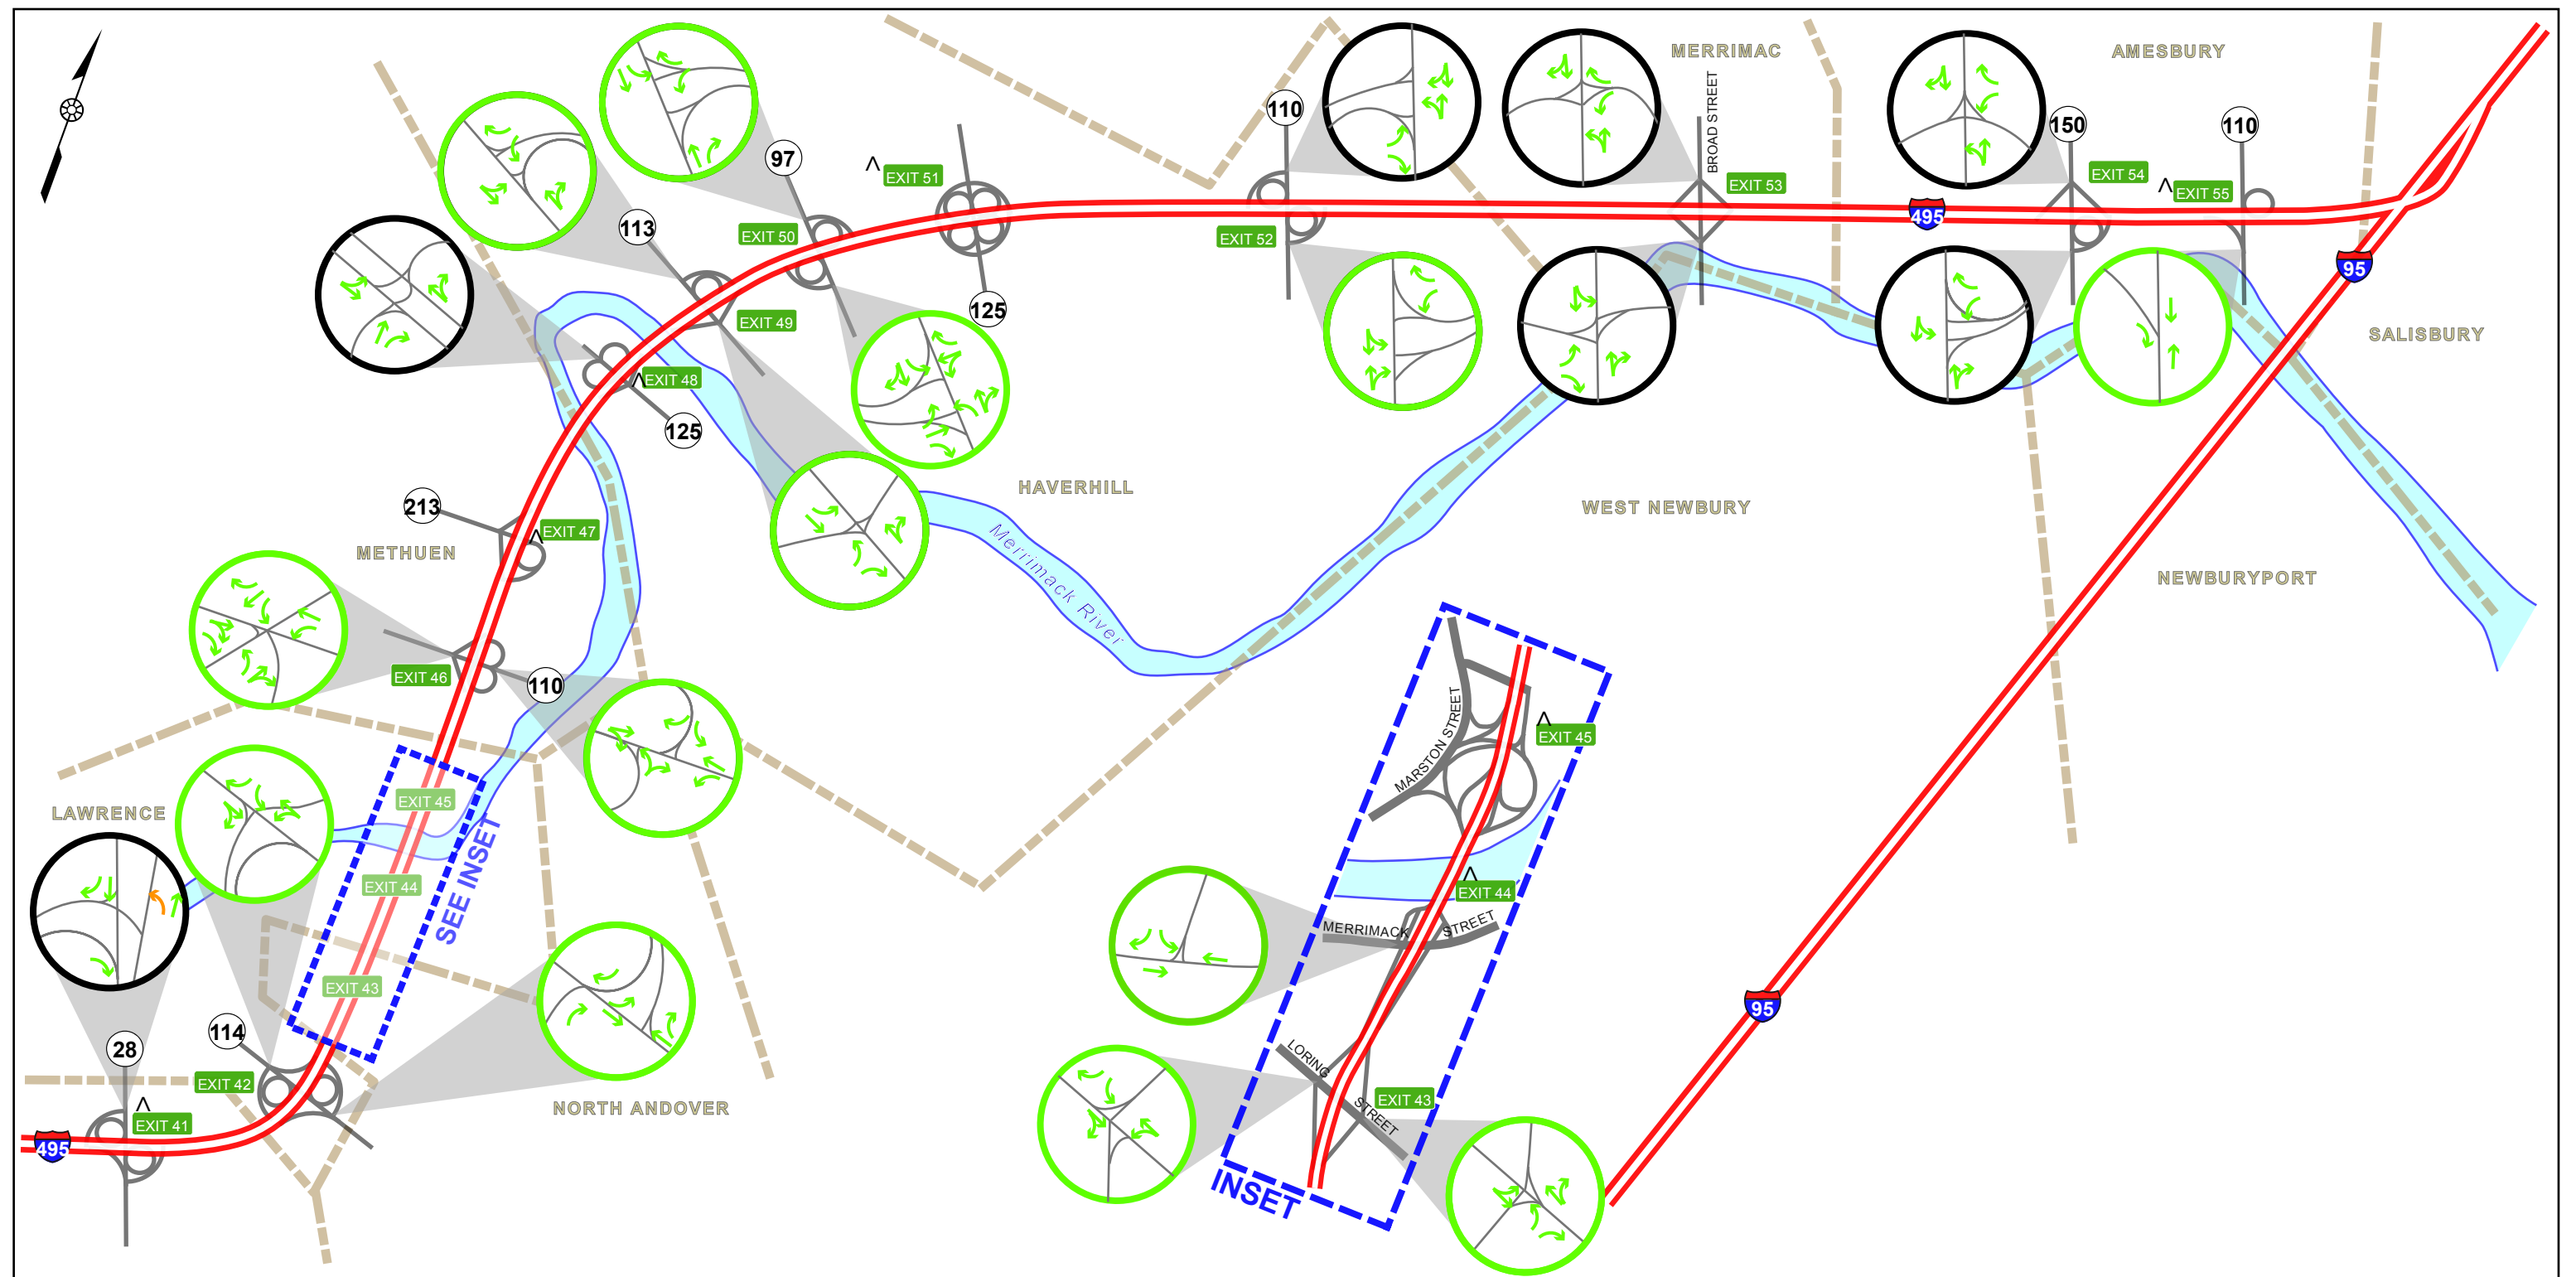 MERRIMAC
AMESBURY
BROAD STREET
110
150
110
97
^
EXIT 51
EXIT 53
EXIT 54
^
EXIT 55
113
EXIT 50
EXIT 52
495
95
125
EXIT 49
SALISBURY
^
EXIT 48
125
HAVERHILL
WEST NEWBURY
213
^
EXIT 47
METHUEN
Merrimack River
NEWBURYPORT
EXIT 46
110
MARSTON STREET
^
EXIT 45
LAWRENCE
EXIT 45
EXIT 44
SEE INSET
EXIT 43
^
EXIT 44
MERRIMACK STREET
95
28
114
EXIT 42
^
EXIT 41
495
NORTH ANDOVER
LORING STREET
EXIT 43
INSET